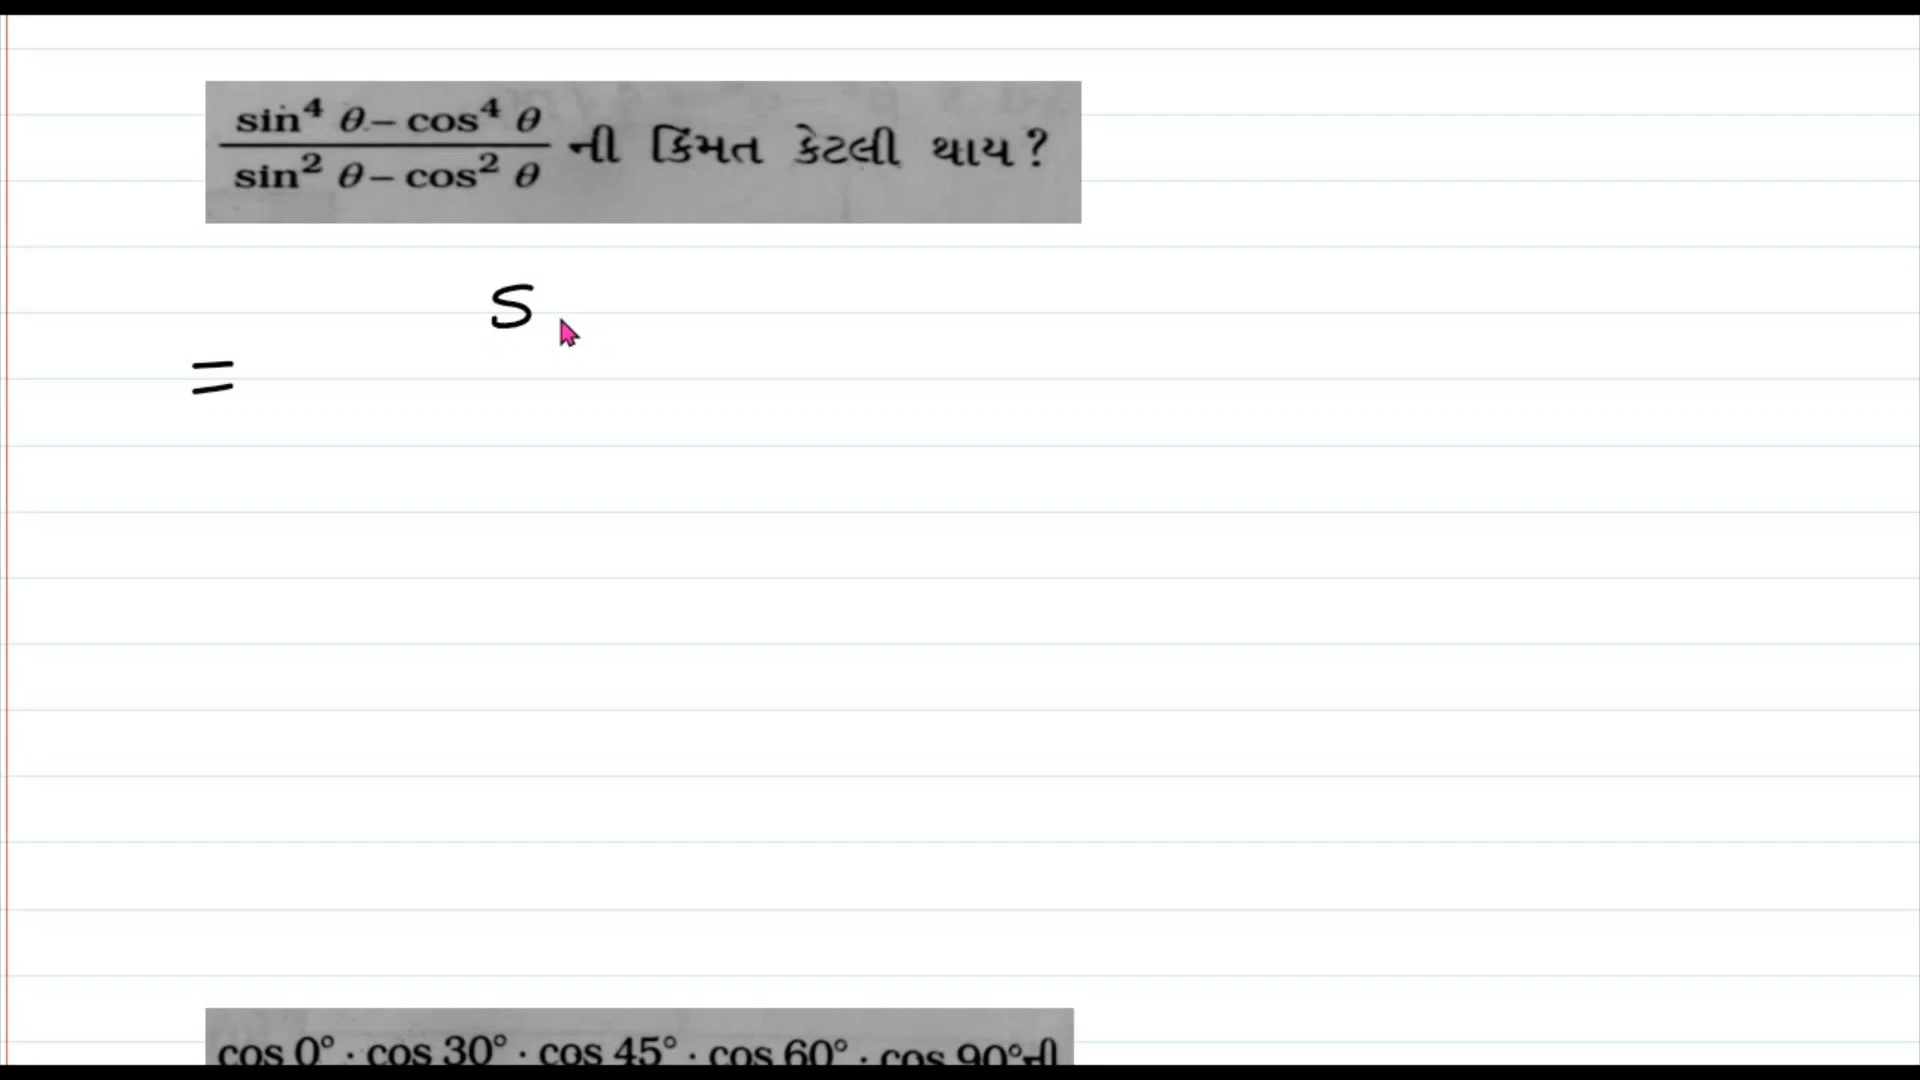 sin⁴ θ – cos⁴ θ
sin² θ – cos² θ ની કિંમત કેટલી થાય ?
S
=
cos 0° · cos 30° · cos 45° · cos 60° · cos 90°ની